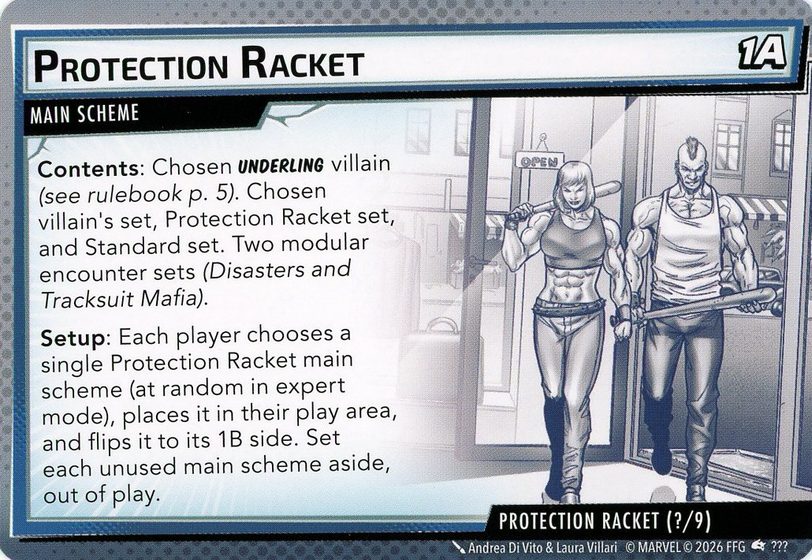 PROTECTION RACKET
1A
MAIN SCHEME
Contents: Chosen UNDERLING villain
(see rulebook p. 5). Chosen
villain's set, Protection Racket set,
and Standard set. Two modular
encounter sets (Disasters and
Tracksuit Mafia).
Setup: Each player chooses a
single Protection Racket main
scheme (at random in expert
mode), places it in their play area,
and flips it to its 1B side. Set
each unused main scheme aside,
out of play.
OPEN
PROTECTION RACKET (?/9)
Andrea Di Vito & Laura Villari © MARVEL © 2026 FFG ???